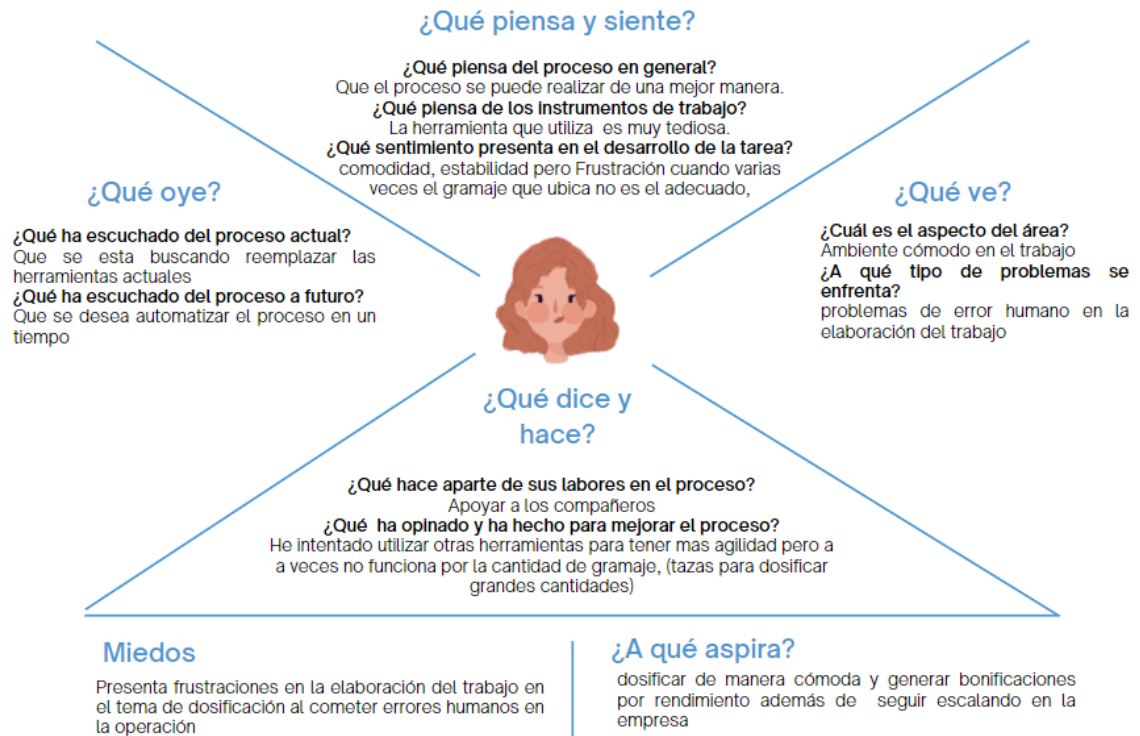 ¿Qué piensa y siente?
¿Qué piensa del proceso en general?
Que el proceso se puede realizar de una mejor manera.
¿Qué piensa de los instrumentos de trabajo?
La herramienta que utiliza es muy tediosa.
¿Qué sentimiento presenta en el desarrollo de la tarea?
comodidad, estabilidad pero Frustración cuando varias
veces el gramaje que ubica no es el adecuado,
¿Qué oye?
¿Qué ha escuchado del proceso actual?
Que se esta buscando reemplazar las
herramientas actuales
¿Qué ha escuchado del proceso a futuro?
Que se desea automatizar el proceso en un
tiempo
¿Qué ve?
¿Cuál es el aspecto del área?
Ambiente cómodo en el trabajo
¿A qué tipo de problemas se
enfrenta?
problemas de error humano en la
elaboración del trabajo
¿Qué dice y
hace?
¿Qué hace aparte de sus labores en el proceso?
Apoyar a los compañeros
¿Qué ha opinado y ha hecho para mejorar el proceso?
He intentado utilizar otras herramientas para tener mas agilidad pero a
a veces no funciona por la cantidad de gramaje, (tazas para dosificar
grandes cantidades)
Miedos
Presenta frustraciones en la elaboración del trabajo en
el tema de dosificación al cometer errores humanos en
la operación
¿A qué aspira?
dosificar de manera cómoda y generar bonificaciones
por rendimiento además de seguir escalando en la
empresa